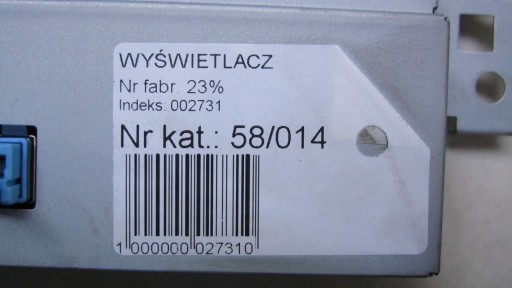 WYŚWIETLACZ
Nr fabr. 23%
Indeks: 002731
Nr kat.: 58/014
1 000000 027310